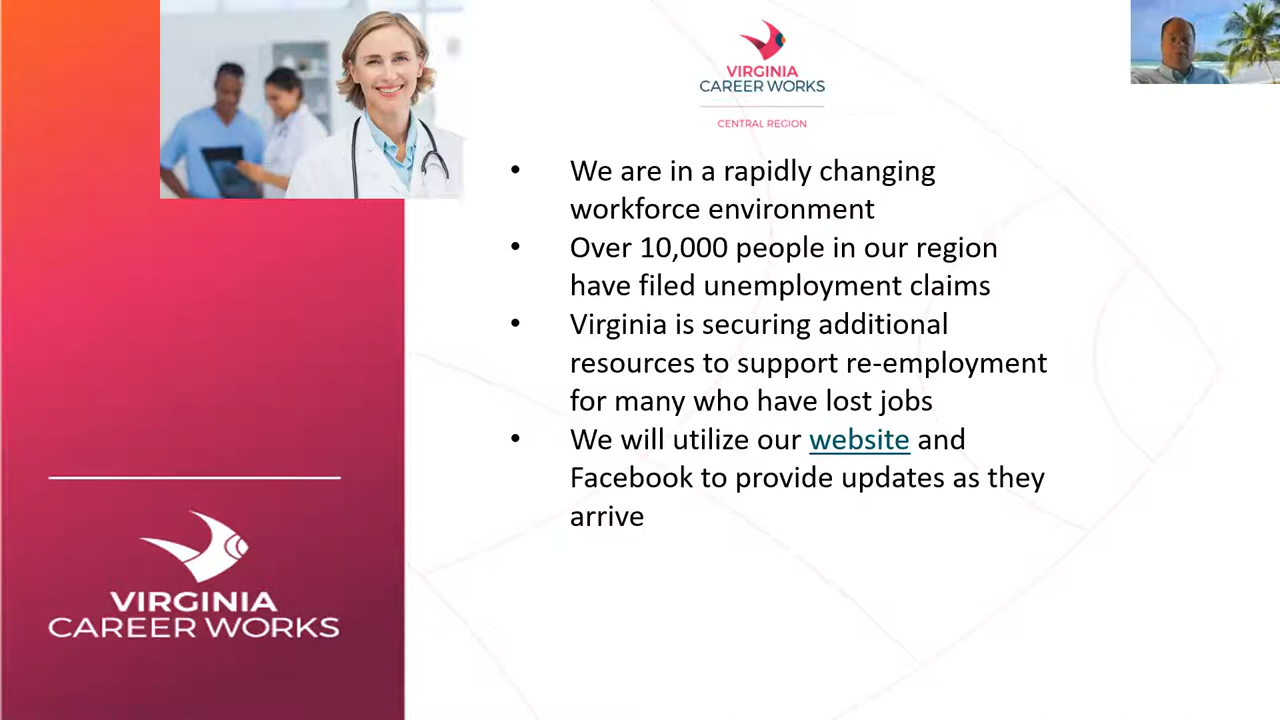 VIRGINIA
CAREER WORKS
CENTRAL REGION
• We are in a rapidly changing
workforce environment
• Over 10,000 people in our region
have filed unemployment claims
• Virginia is securing additional
resources to support re-employment
for many who have lost jobs
• We will utilize our website and
Facebook to provide updates as they
arrive
VIRGINIA
CAREER WORKS